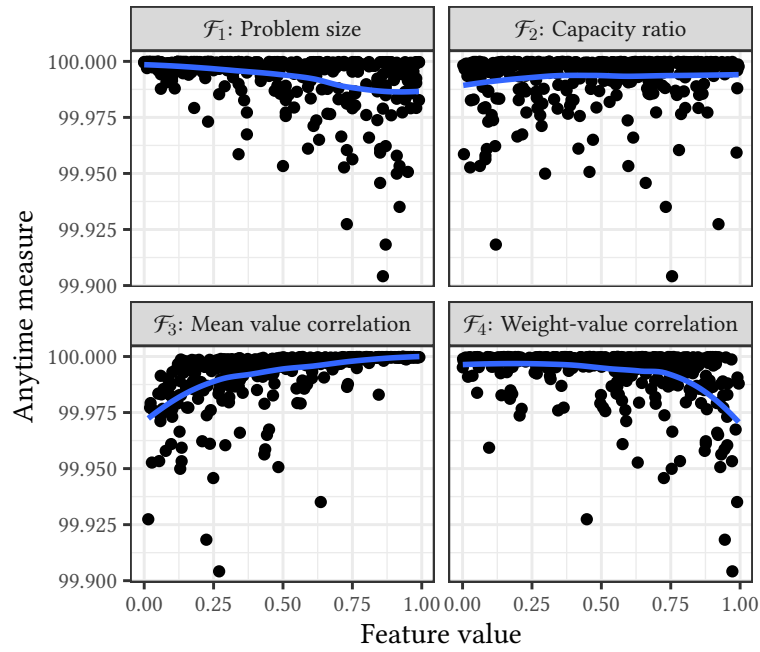 ℱ₁: Problem size
ℱ₂: Capacity ratio
100.000
99.975
99.950
99.925
99.900
ℱ₃: Mean value correlation
ℱ₄: Weight-value correlation
100.000
99.975
99.950
99.925
99.900
0.00 0.25 0.50 0.75 1.00 0.00 0.25 0.50 0.75 1.00
Anytime measure
Feature value